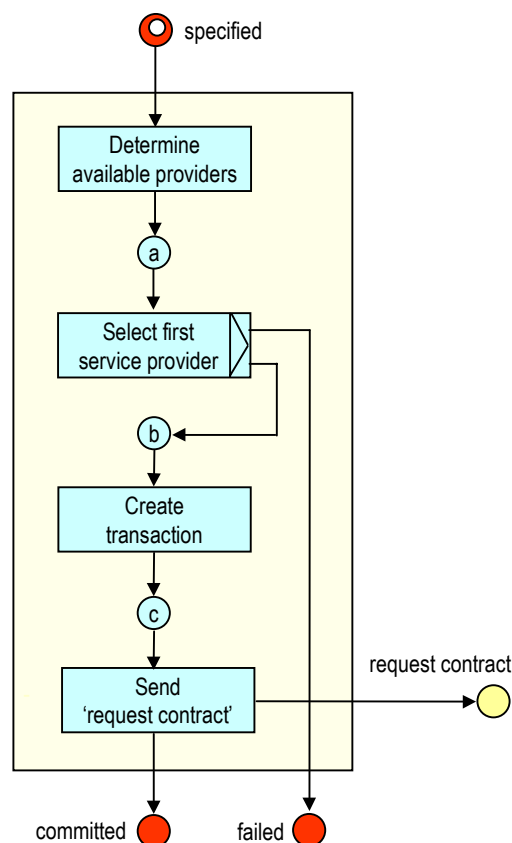 specified
Determine
available providers
a
Select first
service provider
b
Create
transaction
c
request contract
Send
‘request contract’
committed
failed